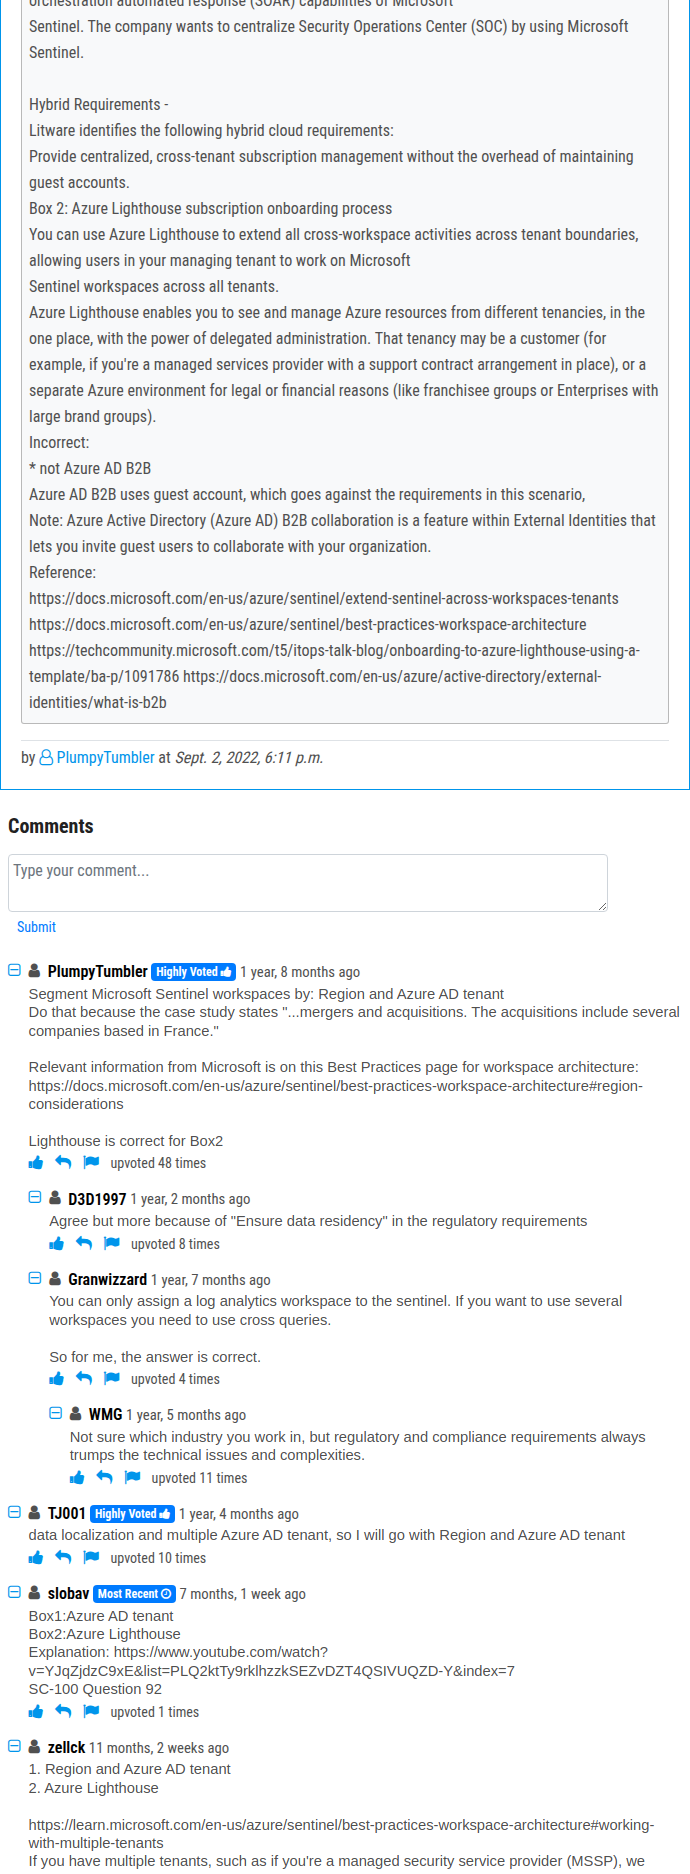 orchestration automated response (SOAR) capabilities of Microsoft
Sentinel. The company wants to centralize Security Operations Center (SOC) by using Microsoft
Sentinel.
Hybrid Requirements -
Litware identifies the following hybrid cloud requirements:
Provide centralized, cross-tenant subscription management without the overhead of maintaining
guest accounts.
Box 2: Azure Lighthouse subscription onboarding process
You can use Azure Lighthouse to extend all cross-workspace activities across tenant boundaries,
allowing users in your managing tenant to work on Microsoft
Sentinel workspaces across all tenants.
Azure Lighthouse enables you to see and manage Azure resources from different tenancies, in the
one place, with the power of delegated administration. That tenancy may be a customer (for
example, if you're a managed services provider with a support contract arrangement in place), or a
separate Azure environment for legal or financial reasons (like franchisee groups or Enterprises with
large brand groups).
Incorrect:
* not Azure AD B2B
Azure AD B2B uses guest account, which goes against the requirements in this scenario,
Note: Azure Active Directory (Azure AD) B2B collaboration is a feature within External Identities that
lets you invite guest users to collaborate with your organization.
Reference:
https://docs.microsoft.com/en-us/azure/sentinel/extend-sentinel-across-workspaces-tenants
https://docs.microsoft.com/en-us/azure/sentinel/best-practices-workspace-architecture
https://techcommunity.microsoft.com/t5/itops-talk-blog/onboarding-to-azure-lighthouse-using-a-
template/ba-p/1091786 https://docs.microsoft.com/en-us/azure/active-directory/external-
identities/what-is-b2b
by PlumpyTumbler at Sept. 2, 2022, 6:11 p.m.
Comments
Type your comment...
Submit
PlumpyTumbler Highly Voted 1 year, 8 months ago
Segment Microsoft Sentinel workspaces by: Region and Azure AD tenant
Do that because the case study states "...mergers and acquisitions. The acquisitions include several
companies based in France."
Relevant information from Microsoft is on this Best Practices page for workspace architecture:
https://docs.microsoft.com/en-us/azure/sentinel/best-practices-workspace-architecture#region-
considerations
Lighthouse is correct for Box2
upvoted 48 times
D3D1997 1 year, 2 months ago
Agree but more because of "Ensure data residency" in the regulatory requirements
upvoted 8 times
Granwizzard 1 year, 7 months ago
You can only assign a log analytics workspace to the sentinel. If you want to use several
workspaces you need to use cross queries.
So for me, the answer is correct.
upvoted 4 times
WMG 1 year, 5 months ago
Not sure which industry you work in, but regulatory and compliance requirements always
trumps the technical issues and complexities.
upvoted 11 times
TJ001 Highly Voted 1 year, 4 months ago
data localization and multiple Azure AD tenant, so I will go with Region and Azure AD tenant
upvoted 10 times
slobav Most Recent 7 months, 1 week ago
Box1:Azure AD tenant
Box2:Azure Lighthouse
Explanation: https://www.youtube.com/watch?
v=YJqZjdzC9xE&list=PLQ2ktTy9rklhzzkSEZvDZT4QSIVUQZD-Y&index=7
SC-100 Question 92
upvoted 1 times
zellck 11 months, 2 weeks ago
1. Region and Azure AD tenant
2. Azure Lighthouse
https://learn.microsoft.com/en-us/azure/sentinel/best-practices-workspace-architecture#working-
with-multiple-tenants
If you have multiple tenants, such as if you're a managed security service provider (MSSP), we